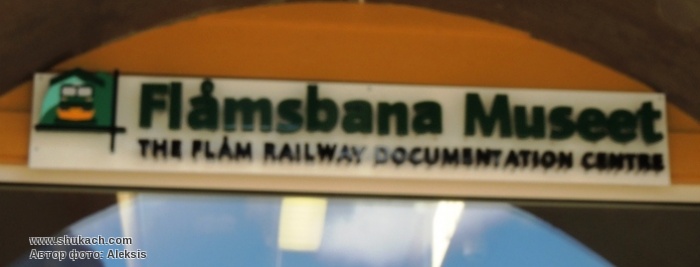 Flåmsbana Museet
THE FLÅM RAILWAY DOCUMENTATION CENTRE
www.shukach.com
Автор фото: Aleksis